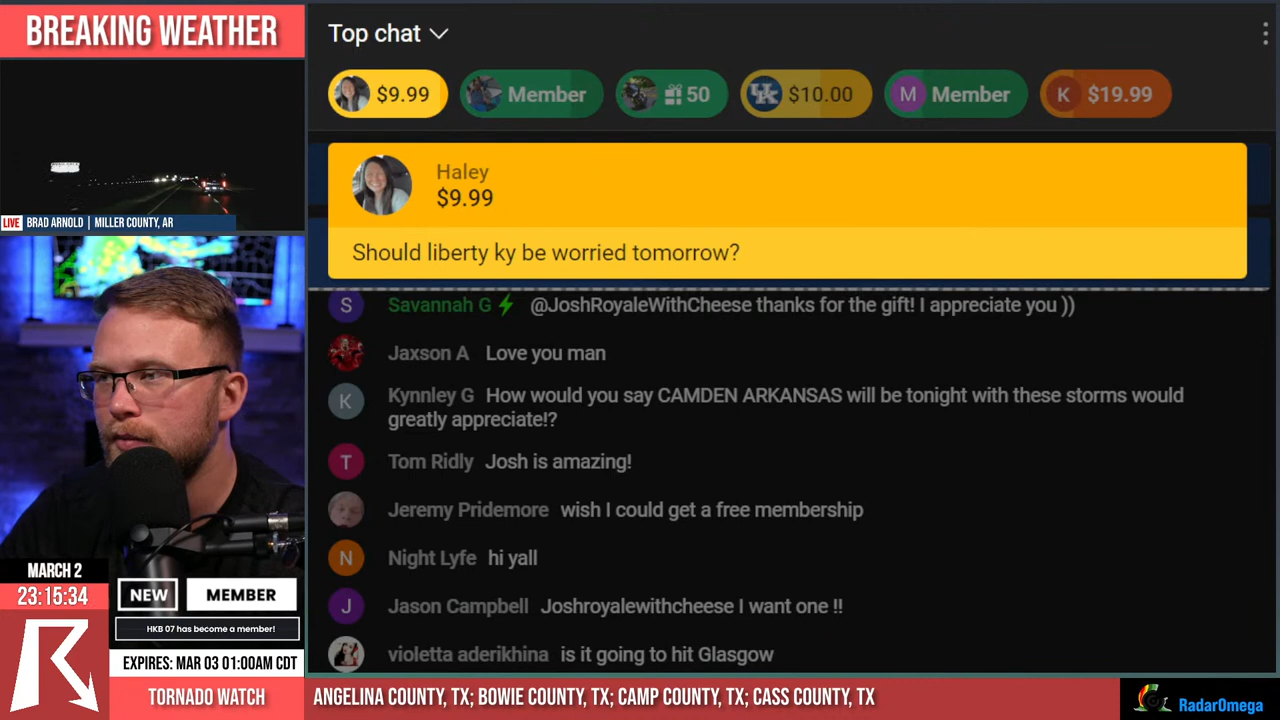 BREAKING WEATHER
LIVE BRAD ARNOLD | MILLER COUNTY, AR
MARCH 2
23:15:34
NEW MEMBER
HKB 07 has become a member!
EXPIRES: MAR 03 01:00AM CDT
Top chat
$9.99
Member
50
$10.00
M Member
K $19.99
Haley
$9.99
Should liberty ky be worried tomorrow?
S Savannah G @JoshRoyaleWithCheese thanks for the gift! I appreciate you ))
Jaxson A Love you man
K Kynnley G How would you say CAMDEN ARKANSAS will be tonight with these storms would
greatly appreciate!?
T Tom Ridly Josh is amazing!
Jeremy Pridemore wish I could get a free membership
N Night Lyfe hi yall
J Jason Campbell Joshroyalewithcheese I want one !!
violetta aderikhina is it going to hit Glasgow
TORNADO WATCH ANGELINA COUNTY, TX; BOWIE COUNTY, TX; CAMP COUNTY, TX; CASS COUNTY, TX
RadarOmega